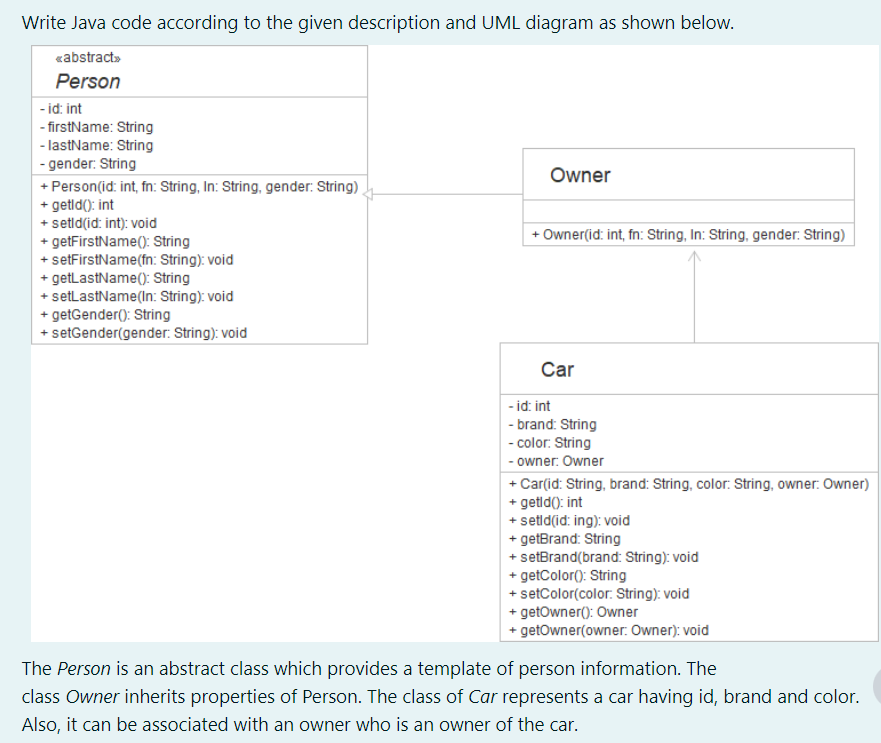 Write Java code according to the given description and UML diagram as shown below.
«abstract»
Person
- id: int
- firstName: String
- lastName: String
- gender: String
+ Person(id: int, fn: String, ln: String, gender: String)
+ getId(): int
+ setId(id: int): void
+ getFirstName(): String
+ setFirstName(fn: String): void
+ getLastName(): String
+ setLastName(ln: String): void
+ getGender(): String
+ setGender(gender: String): void
Owner
+ Owner(id: int, fn: String, ln: String, gender: String)
Car
- id: int
- brand: String
- color: String
- owner: Owner
+ Car(id: String, brand: String, color: String, owner: Owner)
+ getId(): int
+ setId(id: ing): void
+ getBrand: String
+ setBrand(brand: String): void
+ getColor(): String
+ setColor(color: String): void
+ getOwner(): Owner
+ getOwner(owner: Owner): void
The Person is an abstract class which provides a template of person information. The
class Owner inherits properties of Person. The class of Car represents a car having id, brand and color.
Also, it can be associated with an owner who is an owner of the car.